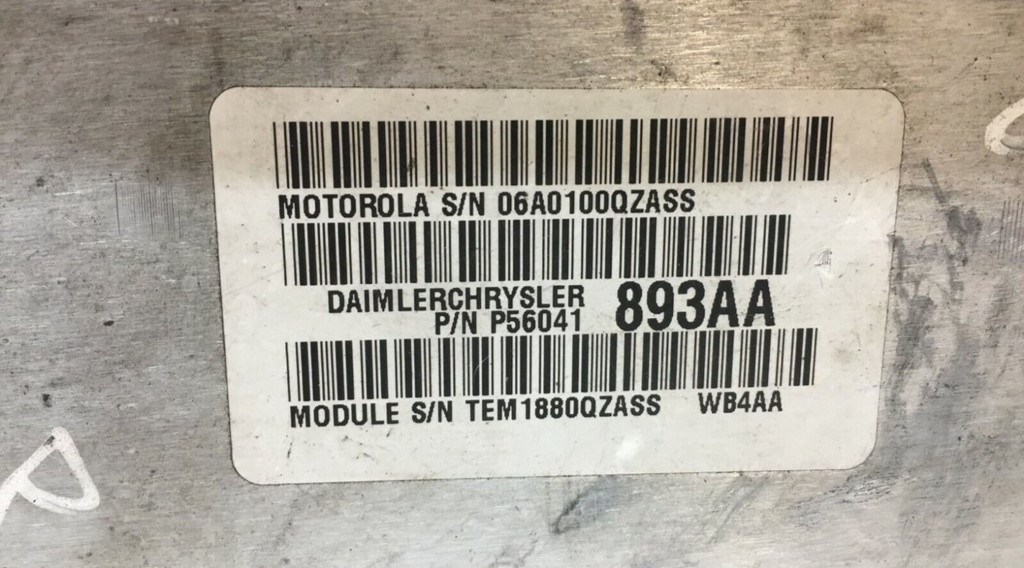 MOTOROLA S/N 06A0100QZASS
DAIMLERCHRYSLER
P/N P56041 893AA
MODULE S/N TEM1880QZASS WB4AA